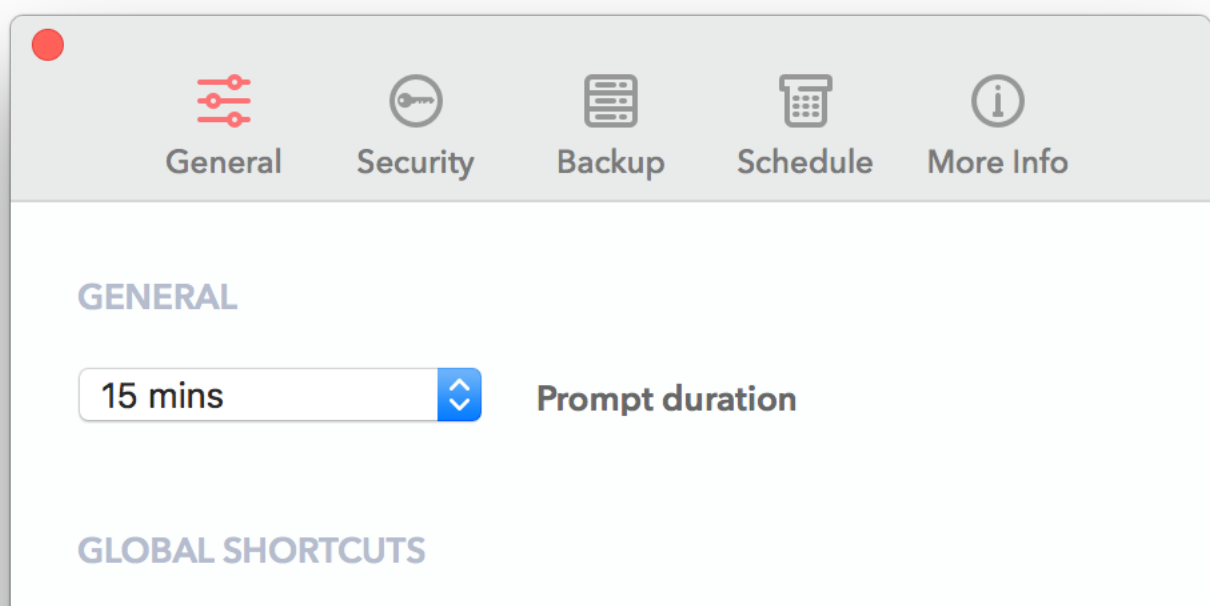 General Security Backup Schedule More Info
GENERAL
15 mins Prompt duration
GLOBAL SHORTCUTS